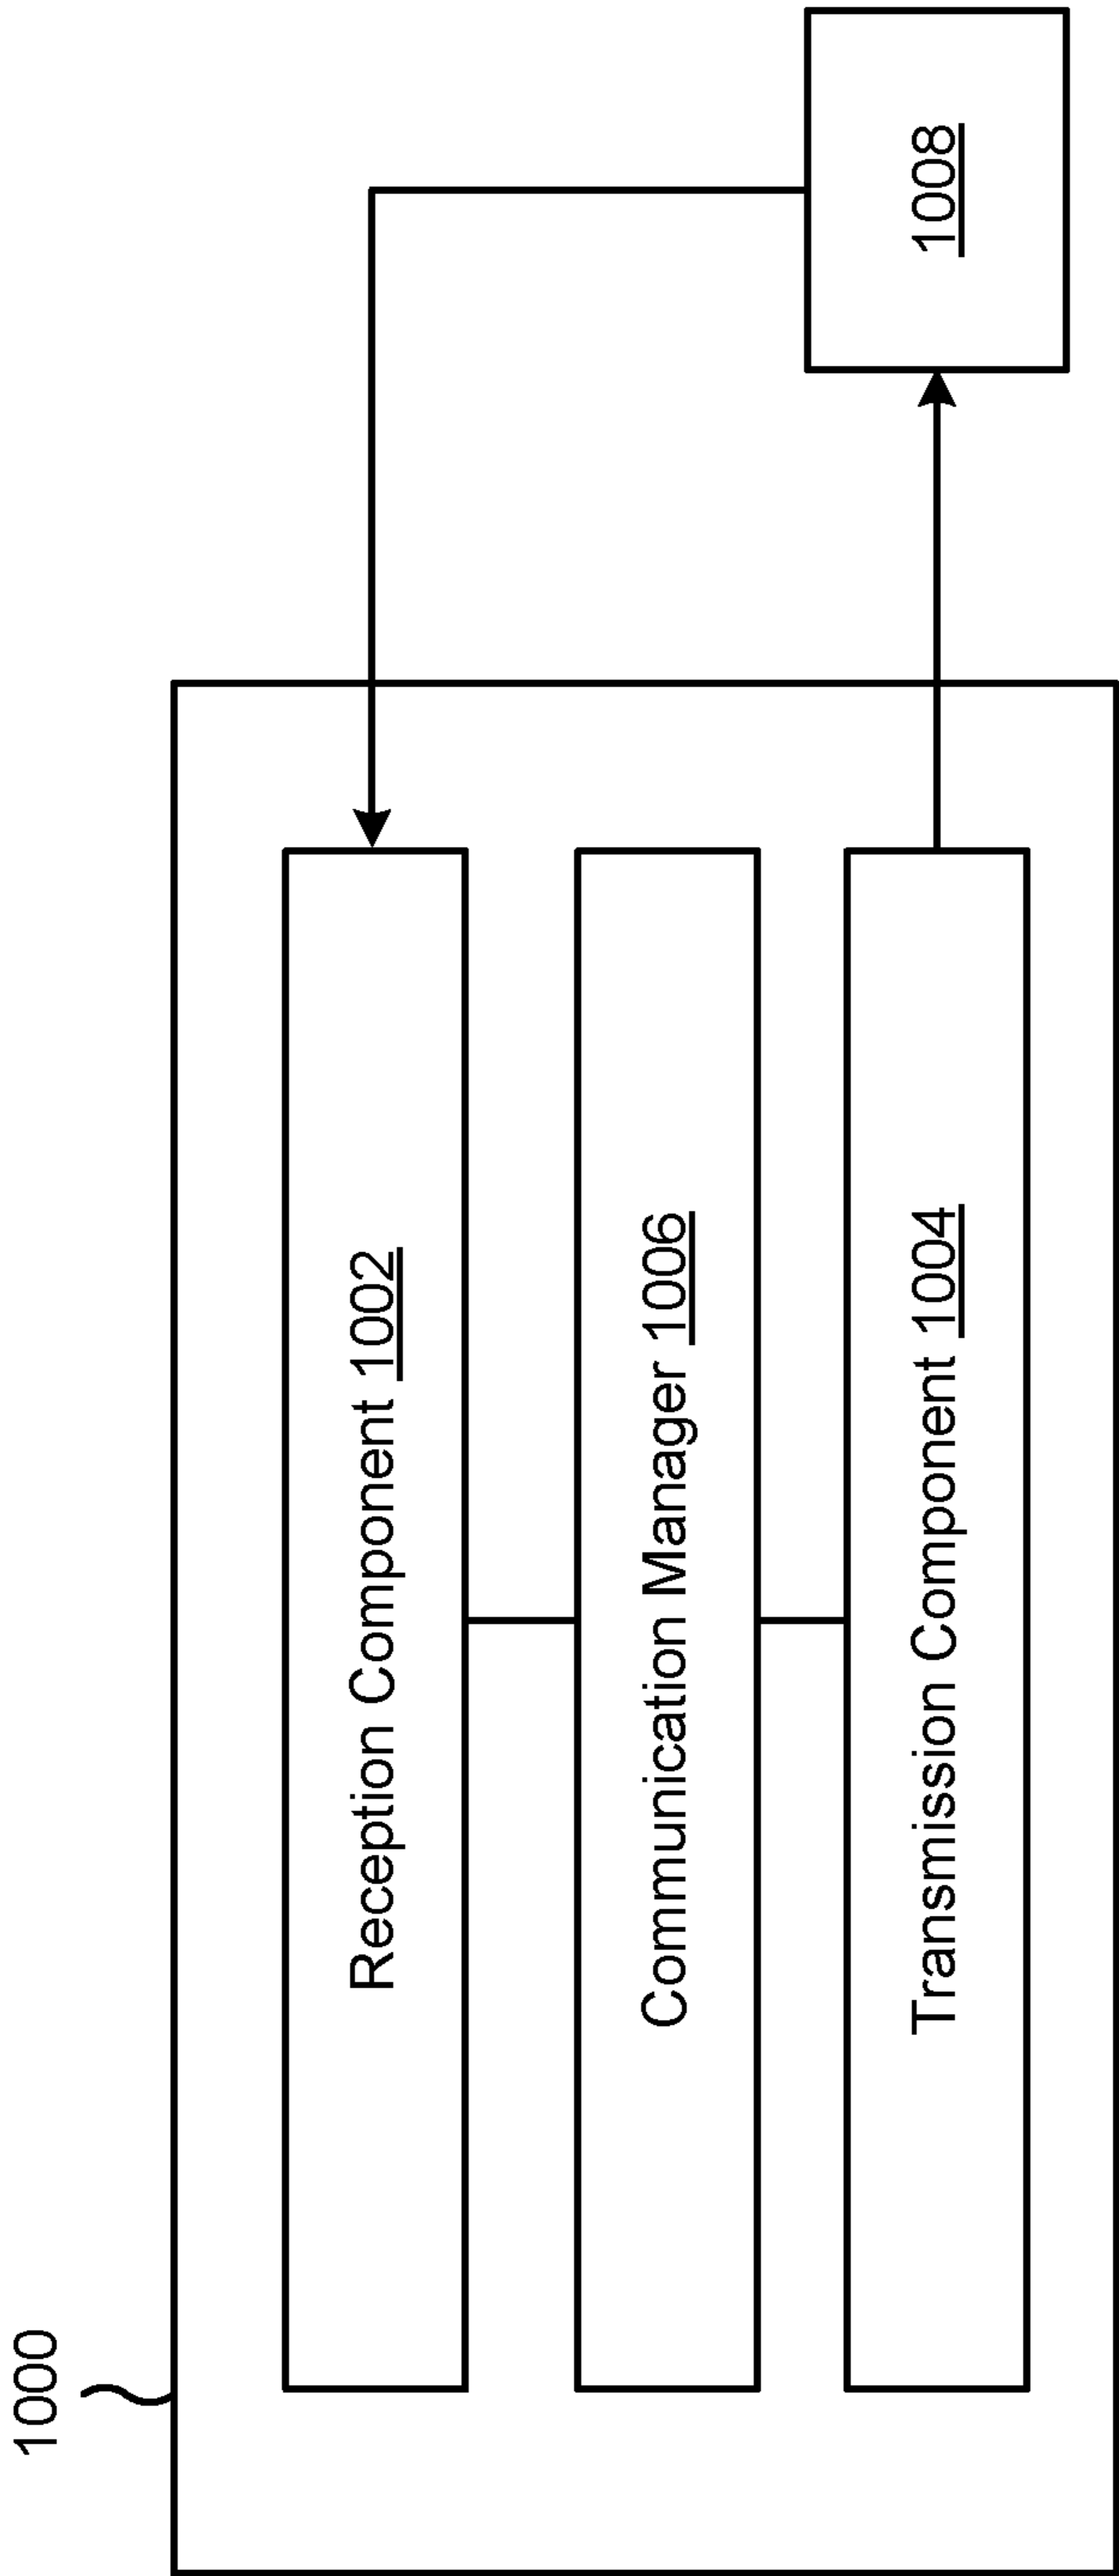 1000
Reception Component 1002
Communication Manager 1006
Transmission Component 1004
1008